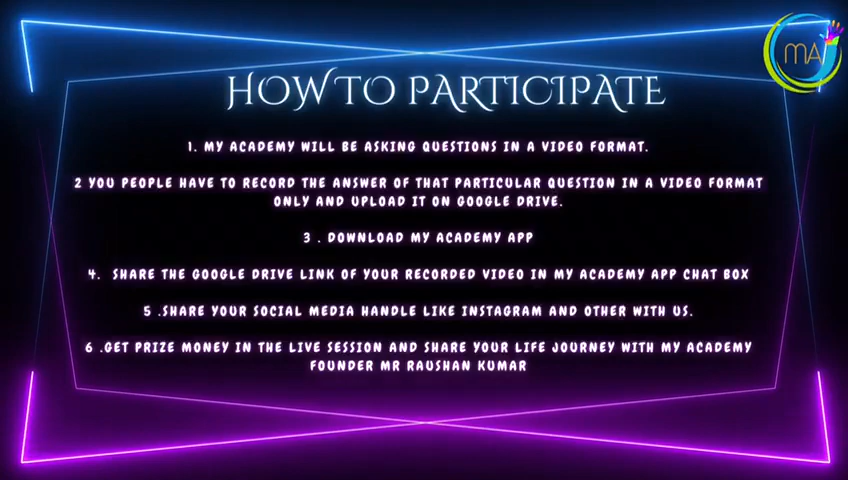 MA
HOW TO PARTICIPATE
1. MY ACADEMY WILL BE ASKING QUESTIONS IN A VIDEO FORMAT.
2 YOU PEOPLE HAVE TO RECORD THE ANSWER OF THAT PARTICULAR QUESTION IN A VIDEO FORMAT
ONLY AND UPLOAD IT ON GOOGLE DRIVE.
3 . DOWNLOAD MY ACADEMY APP
4. SHARE THE GOOGLE DRIVE LINK OF YOUR RECORDED VIDEO IN MY ACADEMY APP CHAT BOX
5 .SHARE YOUR SOCIAL MEDIA HANDLE LIKE INSTAGRAM AND OTHER WITH US.
6 .GET PRIZE MONEY IN THE LIVE SESSION AND SHARE YOUR LIFE JOURNEY WITH MY ACADEMY
FOUNDER MR RAUSHAN KUMAR